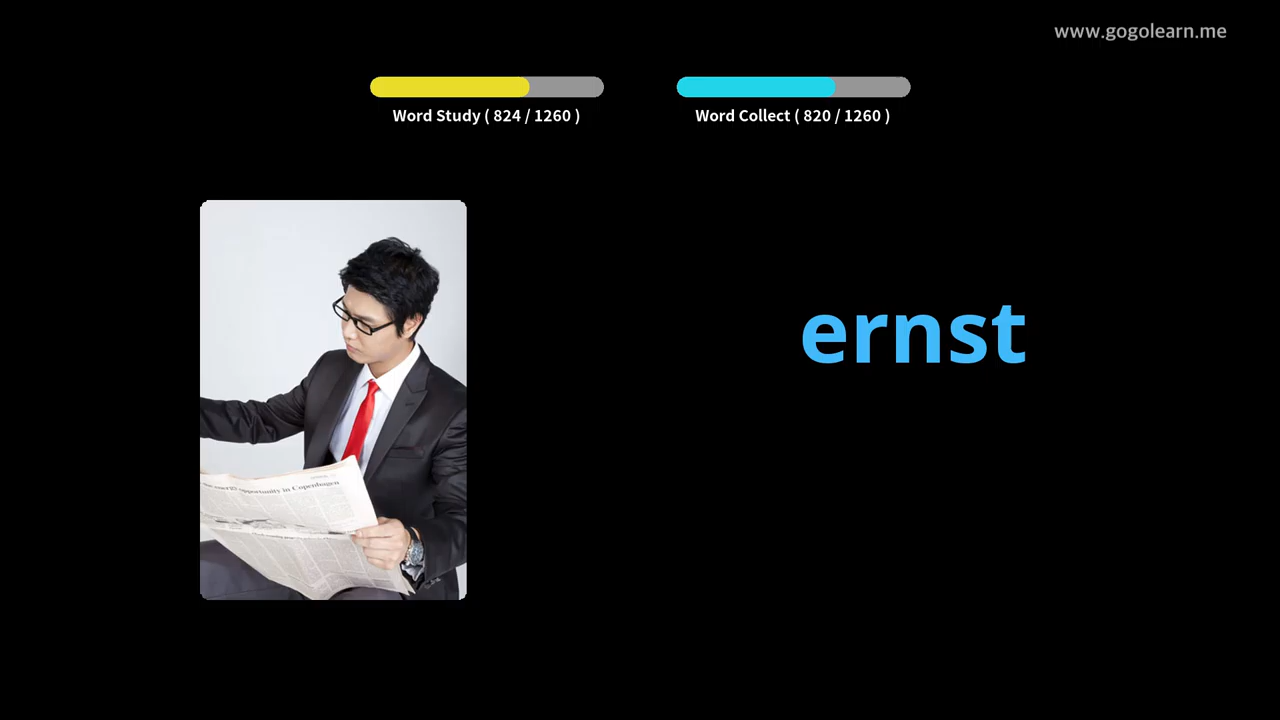 www.gogolearn.me
Word Study ( 824 / 1260 )
Word Collect ( 820 / 1260 )
ernst
opportunity in Copenhagen